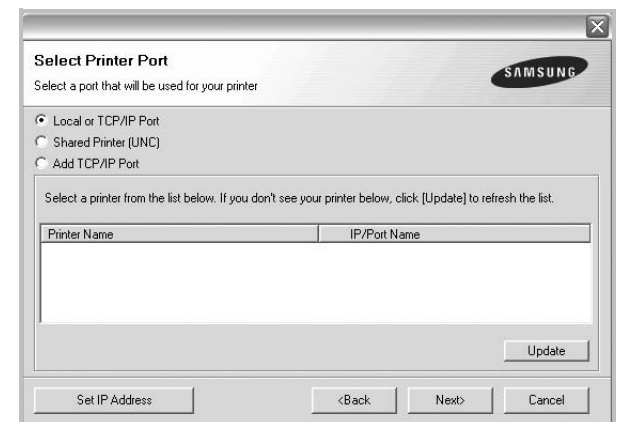 Select Printer Port
Select a port that will be used for your printer
SAMSUNG
Local or TCP/IP Port
Shared Printer (UNC)
Add TCP/IP Port
Select a printer from the list below. If you don't see your printer below, click [Update] to refresh the list.
Printer Name IP/Port Name
Update
Set IP Address <Back Next> Cancel